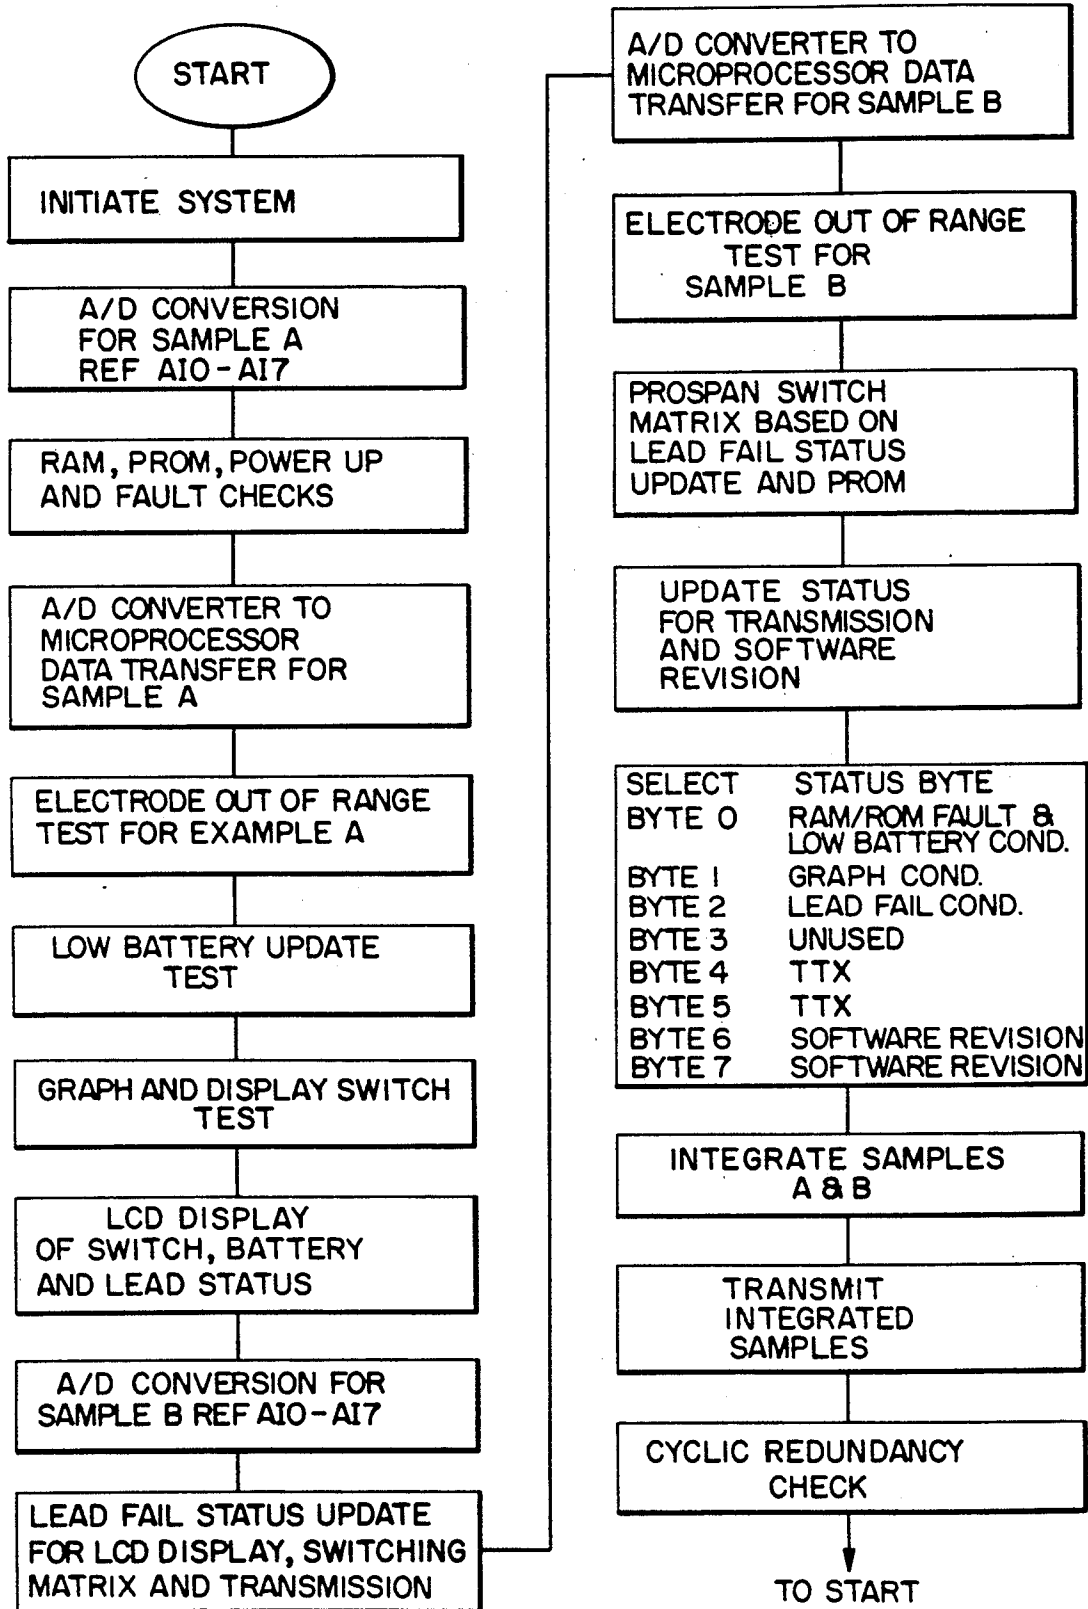 START
INITIATE SYSTEM
A/D CONVERSION
FOR SAMPLE A
REF AI0-AI7
RAM, PROM, POWER UP
AND FAULT CHECKS
A/D CONVERTER TO
MICROPROCESSOR
DATA TRANSFER FOR
SAMPLE A
ELECTRODE OUT OF RANGE
TEST FOR EXAMPLE A
LOW BATTERY UPDATE
TEST
GRAPH AND DISPLAY SWITCH
TEST
LCD DISPLAY
OF SWITCH, BATTERY
AND LEAD STATUS
A/D CONVERSION FOR
SAMPLE B REF AI0-AI7
LEAD FAIL STATUS UPDATE
FOR LCD DISPLAY, SWITCHING
MATRIX AND TRANSMISSION
A/D CONVERTER TO
MICROPROCESSOR DATA
TRANSFER FOR SAMPLE B
ELECTRODE OUT OF RANGE
TEST FOR
SAMPLE B
PROSPAN SWITCH
MATRIX BASED ON
LEAD FAIL STATUS
UPDATE AND PROM
UPDATE STATUS
FOR TRANSMISSION
AND SOFTWARE
REVISION
SELECT STATUS BYTE
BYTE 0 RAM/ROM FAULT &
LOW BATTERY COND.
BYTE 1 GRAPH COND.
BYTE 2 LEAD FAIL COND.
BYTE 3 UNUSED
BYTE 4 TTX
BYTE 5 TTX
BYTE 6 SOFTWARE REVISION
BYTE 7 SOFTWARE REVISION
INTEGRATE SAMPLES
A & B
TRANSMIT
INTEGRATED
SAMPLES
CYCLIC REDUNDANCY
CHECK
TO START